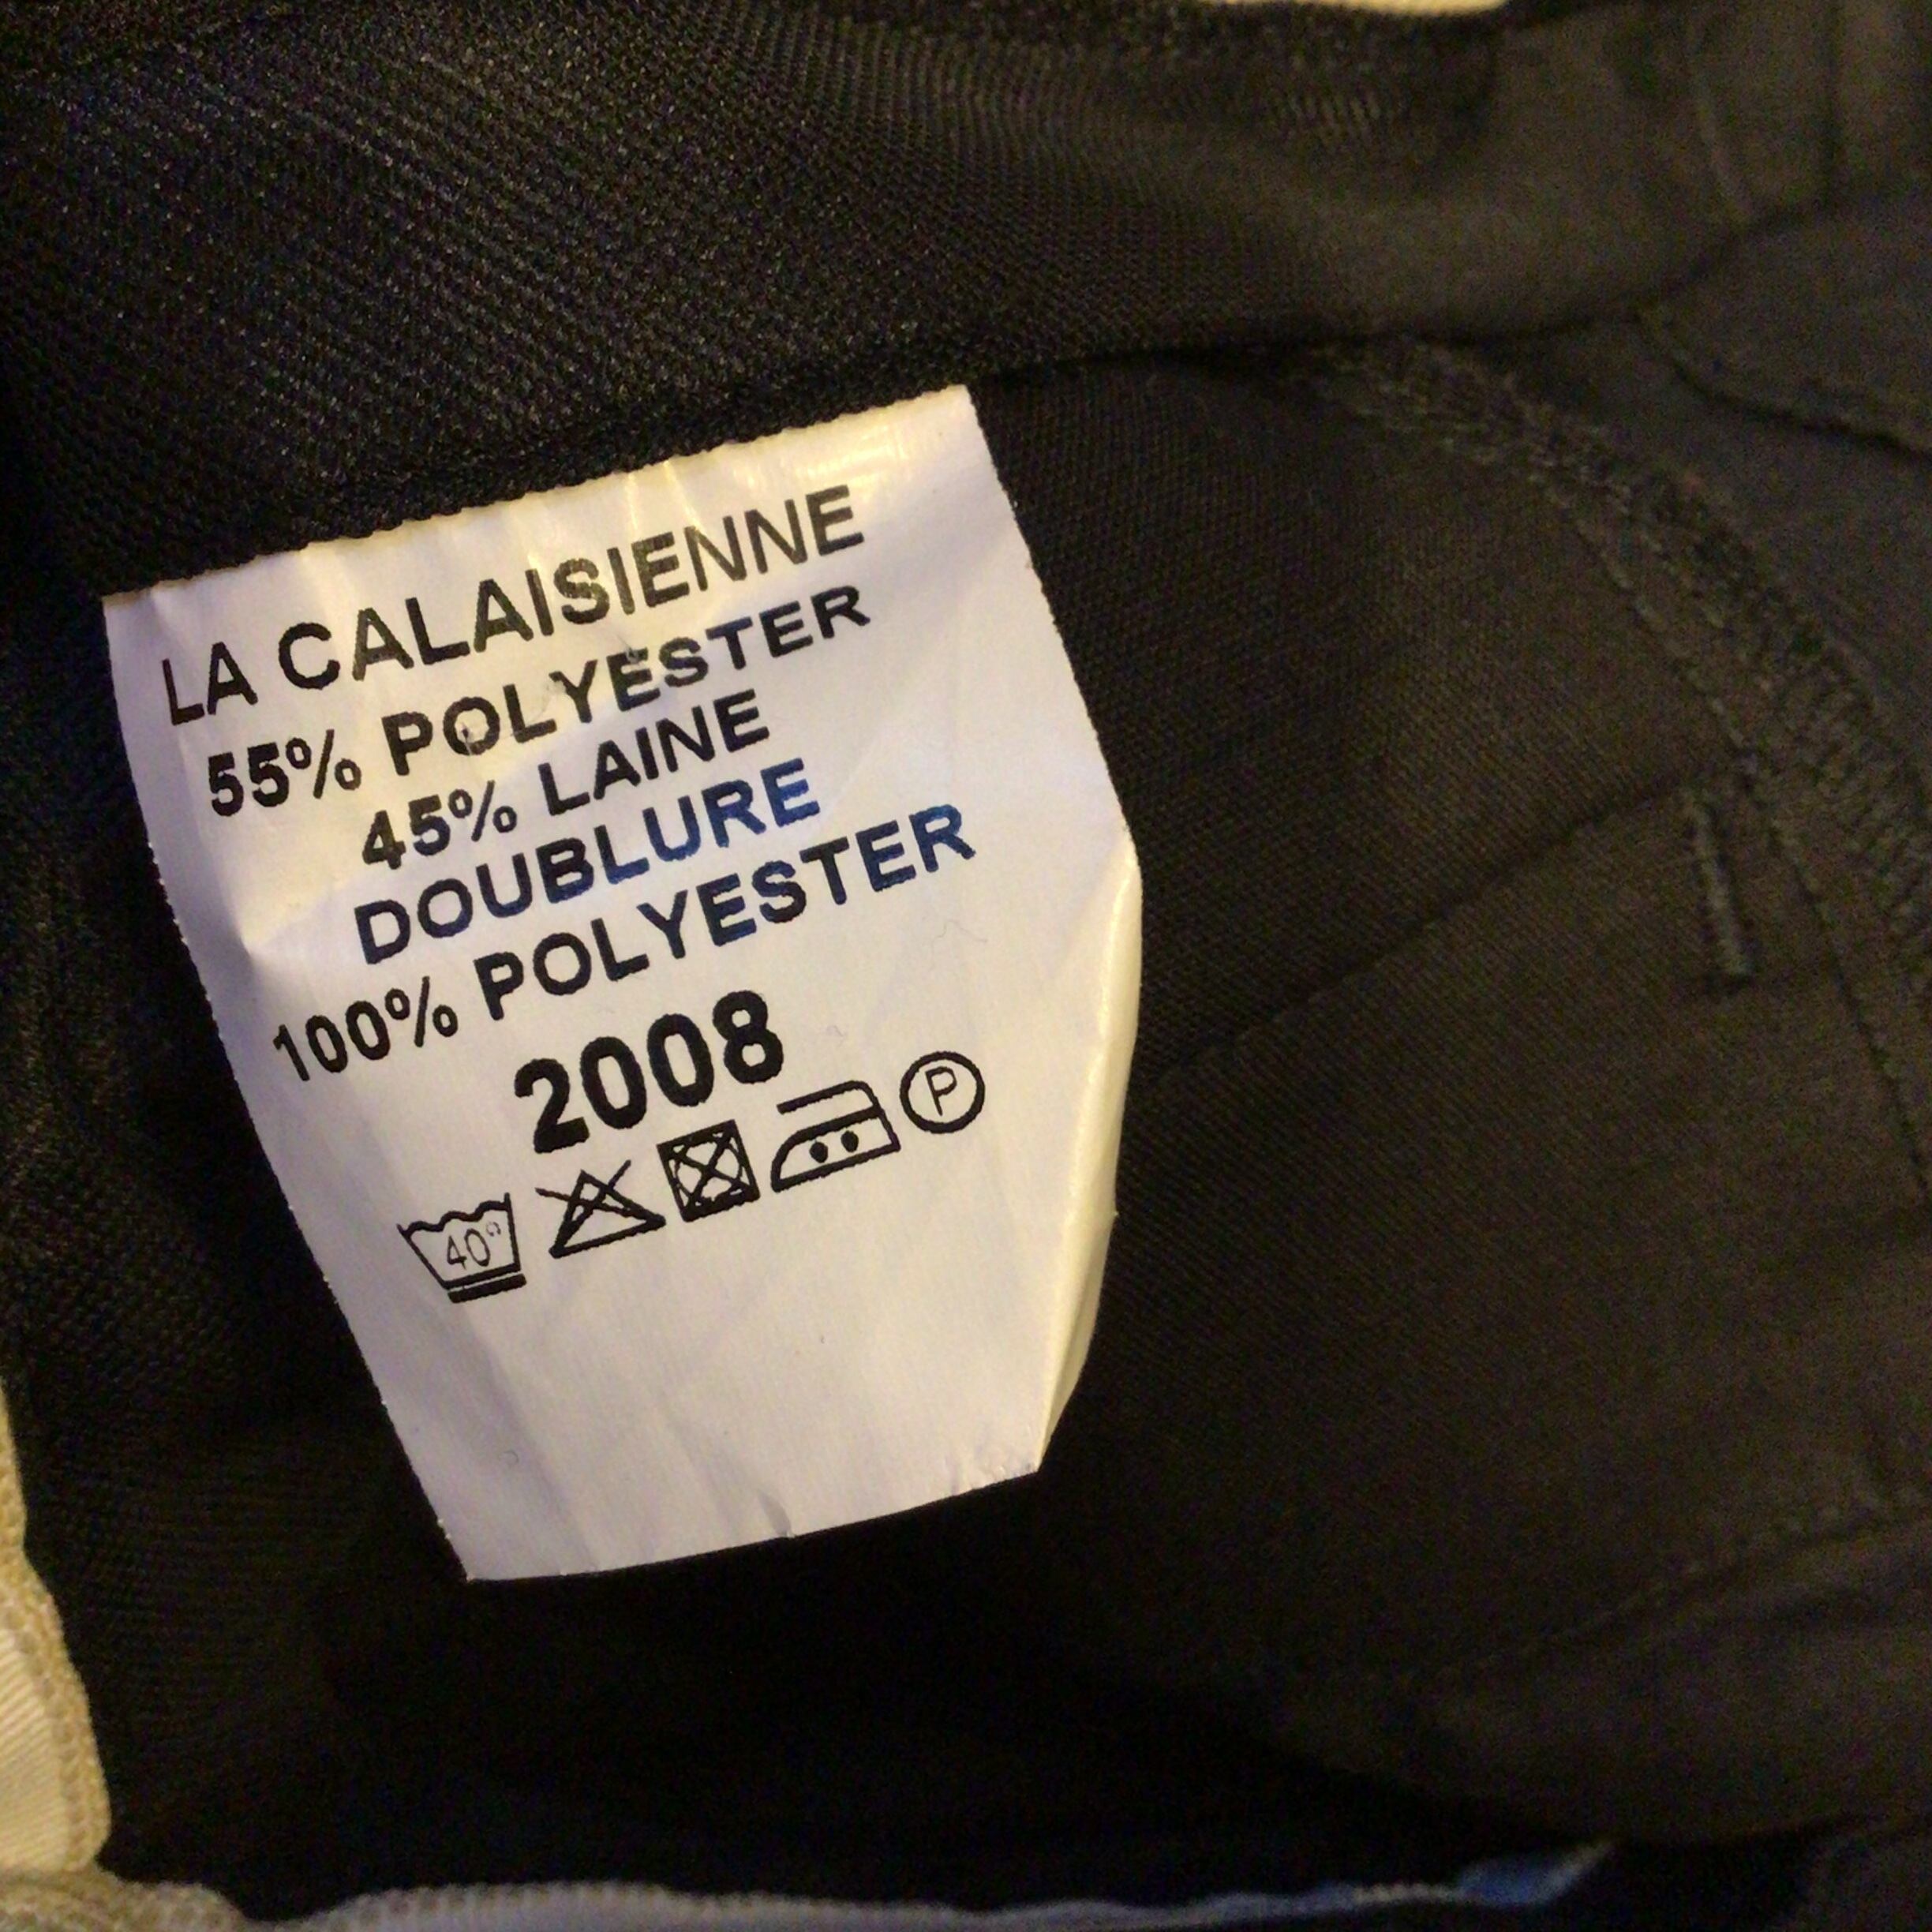 LA CALAISIENNE
55% POLYESTER
45% LAINE
DOUBLURE
100% POLYESTER
2008
40°
P